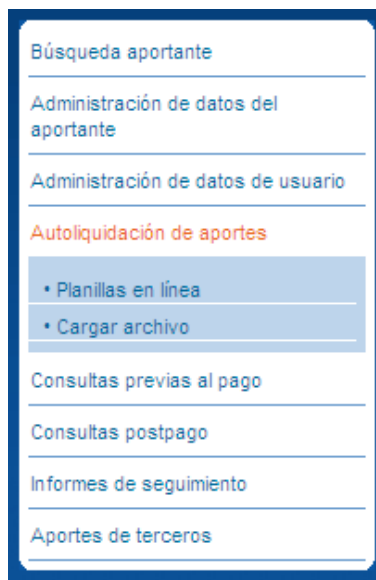 Búsqueda aportante
Administración de datos del
aportante
Administración de datos de usuario
Autoliquidación de aportes
• Planillas en línea
• Cargar archivo
Consultas previas al pago
Consultas postpago
Informes de seguimiento
Aportes de terceros